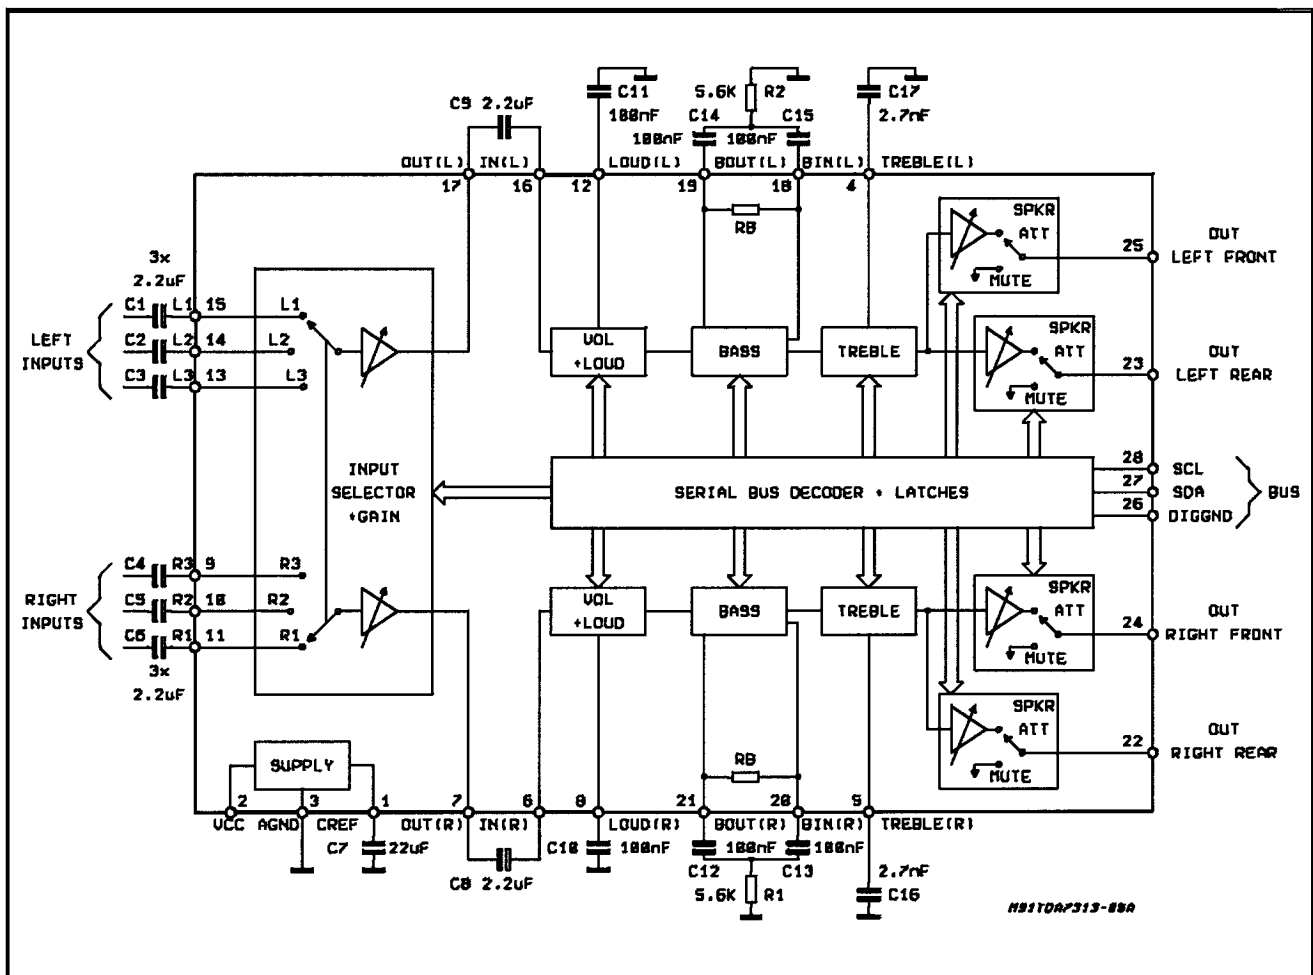 C11
100nF
5.6K
R2
C17
2.7nF
C9 2.2uF
C14
100nF
C15
100nF
OUT(L)
IN(L)
LOUD(L)
BOUT(L)
BIN(L)
TREBLE(L)
17
16
12
19
18
4
RB
SPKR
ATT
MUTE
25
OUT
LEFT FRONT
3x
2.2uF
C1
L1
15
L1
LEFT
INPUTS
C2
L2
14
L2
C3
L3
13
L3
VOL
+LOUD
BASS
TREBLE
SPKR
ATT
MUTE
23
OUT
LEFT REAR
INPUT
SELECTOR
+GAIN
SERIAL BUS DECODER + LATCHES
28
SCL
27
SDA
26
DIGGND
BUS
C4
R3
9
R3
RIGHT
INPUTS
C5
R2
10
R2
C6
R1
11
R1
3x
2.2uF
VOL
+LOUD
BASS
TREBLE
SPKR
ATT
MUTE
24
OUT
RIGHT FRONT
SPKR
ATT
MUTE
22
OUT
RIGHT REAR
SUPPLY
RB
2
3
1
7
6
8
21
20
5
VCC
AGND
CREF
OUT(R)
IN(R)
LOUD(R)
BOUT(R)
BIN(R)
TREBLE(R)
C7
22uF
C8 2.2uF
C10
100nF
100nF
C12
100nF
C13
5.6K
R1
2.7nF
C16
M91TDA7313-05A